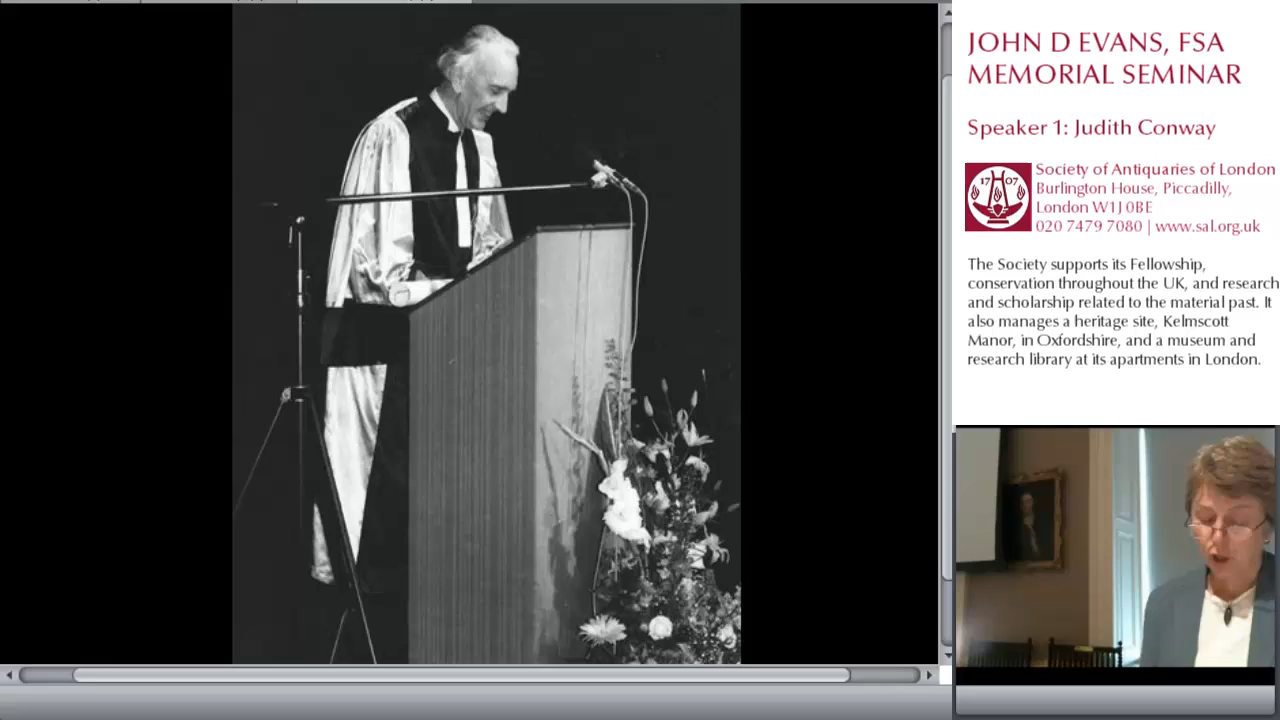 JOHN D EVANS, FSA
MEMORIAL SEMINAR
Speaker 1: Judith Conway
1707
Society of Antiquaries of London
Burlington House, Piccadilly,
London W1J 0BE
020 7479 7080 | www.sal.org.uk
The Society supports its Fellowship,
conservation throughout the UK, and research
and scholarship related to the material past. It
also manages a heritage site, Kelmscott
Manor, in Oxfordshire, and a museum and
research library at its apartments in London.